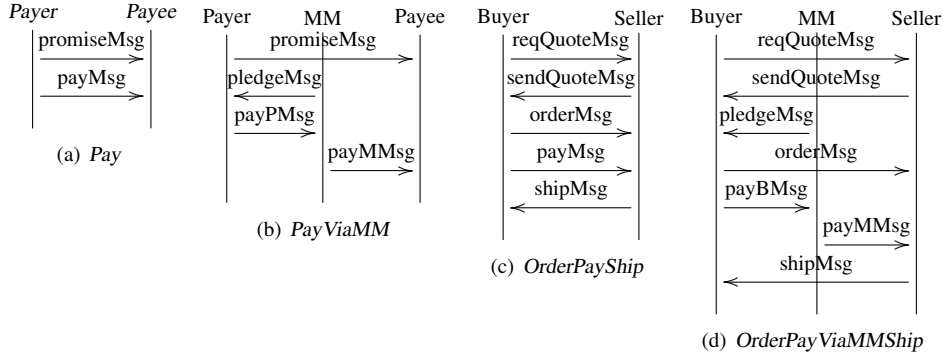 Payer Payee
promiseMsg
payMsg
(a) Pay
Payer MM Payee
promiseMsg
pledgeMsg
payPMsg
payMMsg
(b) PayViaMM
Buyer Seller
reqQuoteMsg
sendQuoteMsg
orderMsg
payMsg
shipMsg
(c) OrderPayShip
Buyer MM Seller
reqQuoteMsg
sendQuoteMsg
pledgeMsg
orderMsg
payBMsg
payMMsg
shipMsg
(d) OrderPayViaMMShip